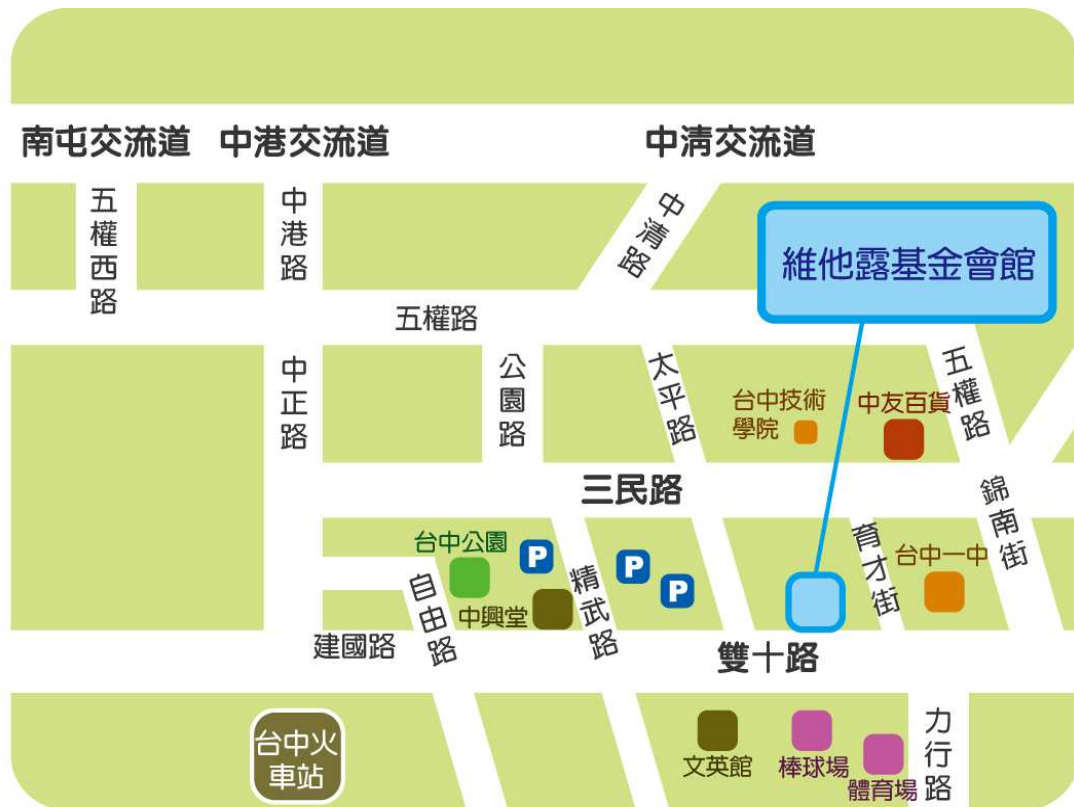 南屯交流道
中港交流道
中清交流道
五權西路
中港路
中清路
維他露基金會館
五權路
中正路
公園路
太平路
台中技術
學院
中友百貨
五權路
三民路
錦南街
台中公園
P
P
P
育才街
台中一中
自由路
中興堂
精武路
建國路
雙十路
台中火
車站
文英館
棒球場
體育場
力行路